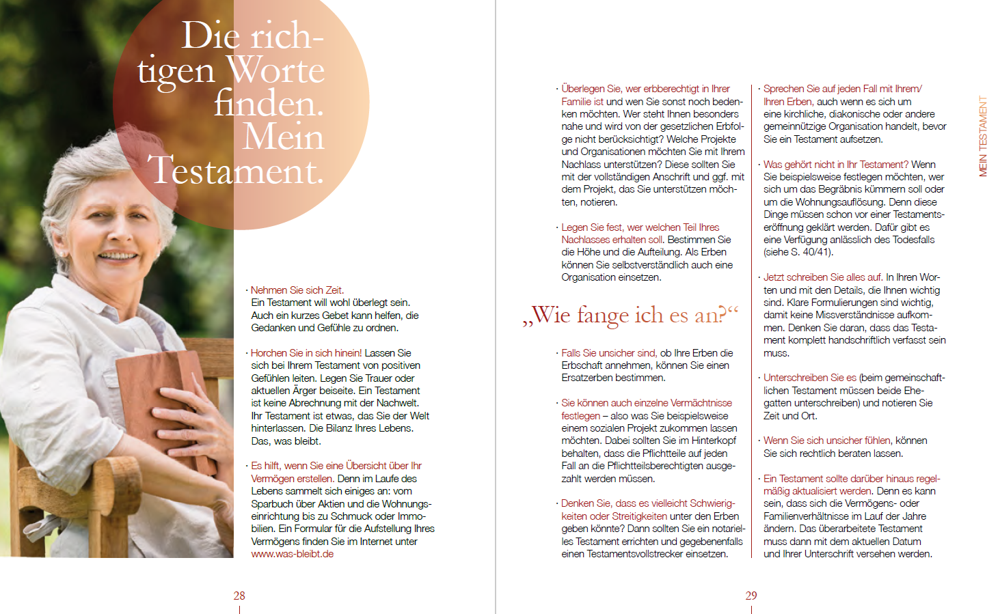 Die rich-
tigen Worte
finden.
Mein
Testament.
· Nehmen Sie sich Zeit.
Ein Testament will wohl überlegt sein.
Auch ein kurzes Gebet kann helfen, die
Gedanken und Gefühle zu ordnen.
· Horchen Sie in sich hinein! Lassen Sie
sich bei Ihrem Testament von positiven
Gefühlen leiten. Legen Sie Trauer oder
aktuellen Ärger beiseite. Ein Testament
ist keine Abrechnung mit der Nachwelt.
Ihr Testament ist etwas, das Sie der Welt
hinterlassen. Die Bilanz Ihres Lebens.
Das, was bleibt.
· Es hilft, wenn Sie eine Übersicht über Ihr
Vermögen erstellen. Denn im Laufe des
Lebens sammelt sich einiges an: vom
Sparbuch über Aktien und die Wohnungs-
einrichtung bis zu Schmuck oder Immo-
bilien. Ein Formular für die Aufstellung Ihres
Vermögens finden Sie im Internet unter
www.was-bleibt.de
28
· Überlegen Sie, wer erbberechtigt in Ihrer
Familie ist und wen Sie sonst noch beden-
ken möchten. Wer steht Ihnen besonders
nahe und wird von der gesetzlichen Erbfol-
ge nicht berücksichtigt? Welche Projekte
und Organisationen möchten Sie mit Ihrem
Nachlass unterstützen? Diese sollten Sie
mit der vollständigen Anschrift und ggf. mit
dem Projekt, das Sie unterstützen möch-
ten, notieren.
· Legen Sie fest, wer welchen Teil Ihres
Nachlasses erhalten soll. Bestimmen Sie
die Höhe und die Aufteilung. Als Erben
können Sie selbstverständlich auch eine
Organisation einsetzen.
„Wie fange ich es an?“
· Falls Sie unsicher sind, ob Ihre Erben die
Erbschaft annehmen, können Sie einen
Ersatzerben bestimmen.
· Sie können auch einzelne Vermächtnisse
festlegen – also was Sie beispielsweise
einem sozialen Projekt zukommen lassen
möchten. Dabei sollten Sie im Hinterkopf
behalten, dass die Pflichtteile auf jeden
Fall an die Pflichtteilsberechtigten ausge-
zahlt werden müssen.
· Denken Sie, dass es vielleicht Schwierig-
keiten oder Streitigkeiten unter den Erben
geben könnte? Dann sollten Sie ein notariel-
les Testament errichten und gegebenenfalls
einen Testamentsvollstrecker einsetzen.
· Sprechen Sie auf jeden Fall mit Ihrem/
Ihren Erben, auch wenn es sich um
eine kirchliche, diakonische oder andere
gemeinnützige Organisation handelt, bevor
Sie ein Testament aufsetzen.
· Was gehört nicht in Ihr Testament? Wenn
Sie beispielsweise festlegen möchten, wer
sich um das Begräbnis kümmern soll oder
um die Wohnungsauflösung. Denn diese
Dinge müssen schon vor einer Testaments-
eröffnung geklärt werden. Dafür gibt es
eine Verfügung anlässlich des Todesfalls
(siehe S. 40/41).
· Jetzt schreiben Sie alles auf. In Ihren Wor-
ten und mit den Details, die Ihnen wichtig
sind. Klare Formulierungen sind wichtig,
damit keine Missverständnisse aufkom-
men. Denken Sie daran, dass das Testa-
ment komplett handschriftlich verfasst sein
muss.
· Unterschreiben Sie es (beim gemeinschaft-
lichen Testament müssen beide Ehe-
gatten unterschreiben) und notieren Sie
Zeit und Ort.
· Wenn Sie sich unsicher fühlen, können
Sie sich rechtlich beraten lassen.
· Ein Testament sollte darüber hinaus regel-
mäßig aktualisiert werden. Denn es kann
sein, dass sich die Vermögens- oder
Familienverhältnisse im Lauf der Jahre
ändern. Das überarbeitete Testament
muss dann mit dem aktuellen Datum
und Ihrer Unterschrift versehen werden.
MEIN TESTAMENT
29